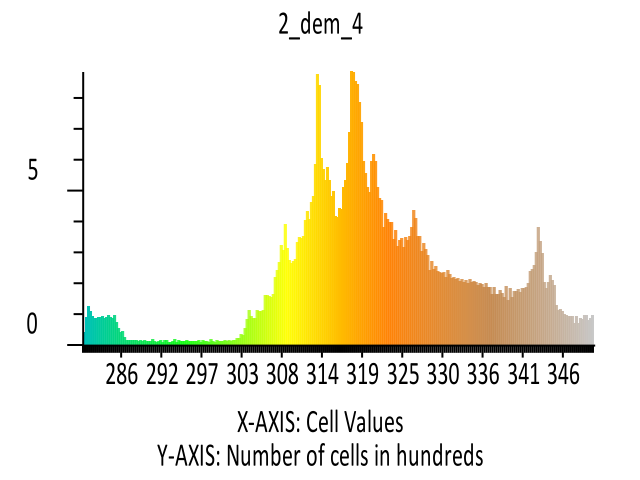 2_dem_4
5
0
286 292 297 303 308 314 319 325 330 336 341 346
X-AXIS: Cell Values
Y-AXIS: Number of cells in hundreds